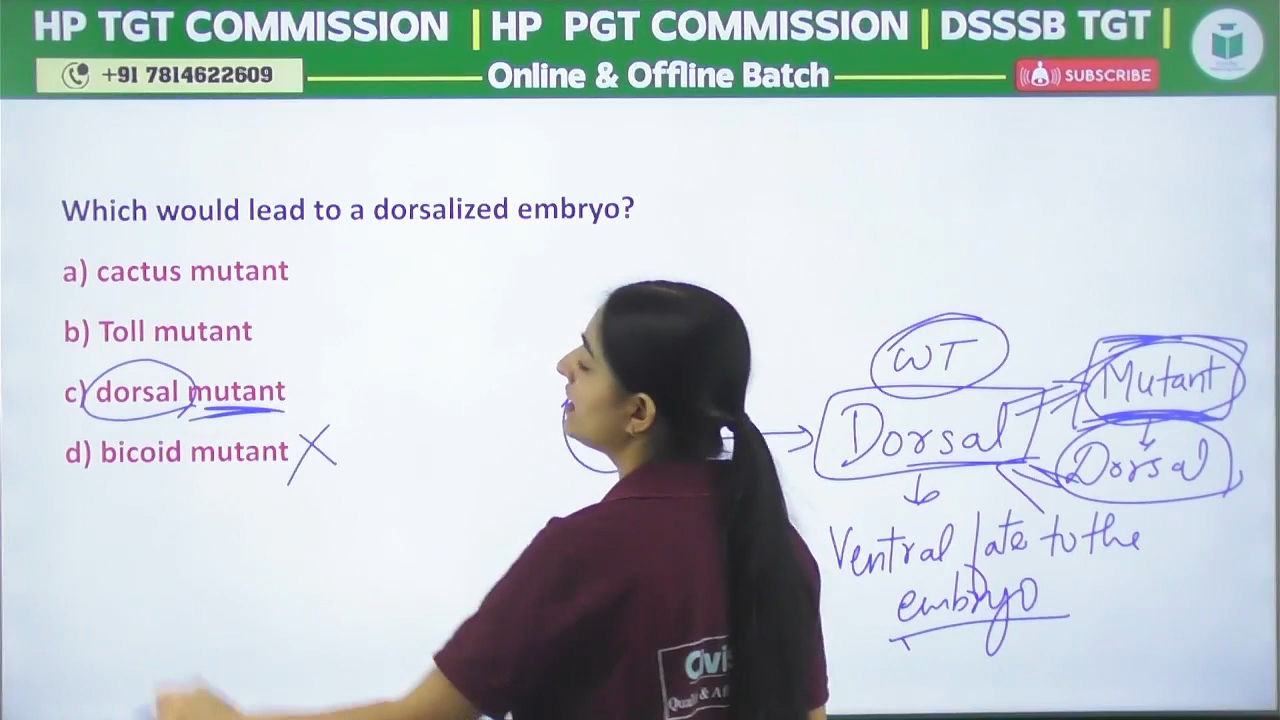 HP TGT COMMISSION | HP PGT COMMISSION | DSSSB TGT |
+91 7814622609
Online & Offline Batch
SUBSCRIBE
Which would lead to a dorsalized embryo?
a) cactus mutant
b) Toll mutant
c) dorsal mutant
d) bicoid mutant
WT
Mutant
Dorsal
Dorsal
Ventral fate to the
embryo